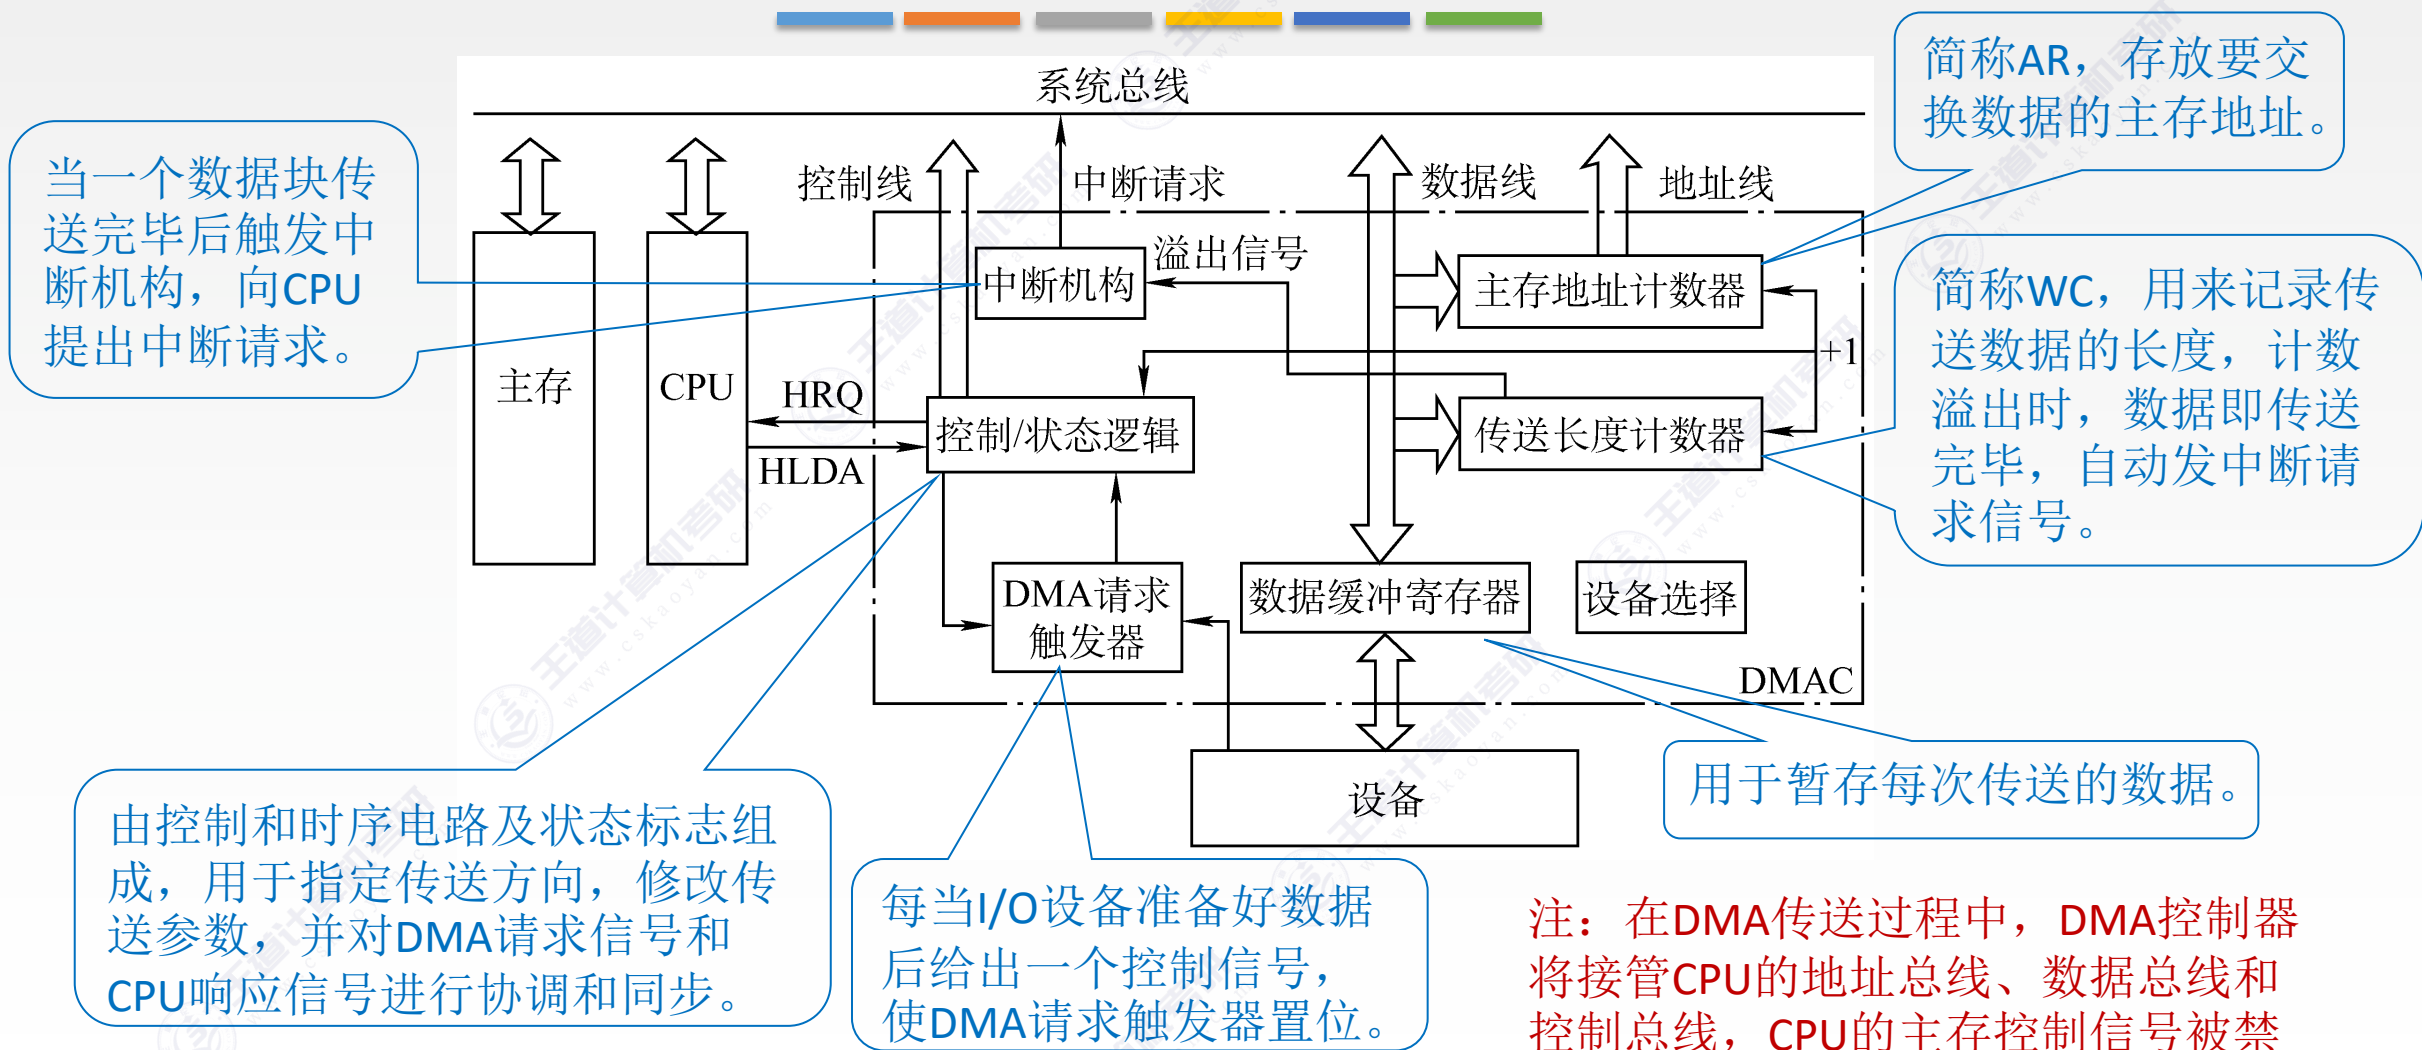 系统总线
简称AR，存放要交
换数据的主存地址。
当一个数据块传
送完毕后触发中
断机构，向CPU
提出中断请求。
控制线
中断请求
数据线
地址线
溢出信号
中断机构
主存地址计数器
简称WC，用来记录传
送数据的长度，计数
溢出时，数据即传送
完毕，自动发中断请
求信号。
+1
主存
CPU
HRQ
HLDA
控制/状态逻辑
传送长度计数器
DMA请求
触发器
数据缓冲寄存器
设备选择
DMAC
设备
用于暂存每次传送的数据。
由控制和时序电路及状态标志组
成，用于指定传送方向，修改传
送参数，并对DMA请求信号和
CPU响应信号进行协调和同步。
每当I/O设备准备好数据
后给出一个控制信号，
使DMA请求触发器置位。
注：在DMA传送过程中，DMA控制器
将接管CPU的地址总线、数据总线和
控制总线，CPU的主存控制信号被禁
王道计算机考研
www.cskaoyan.com